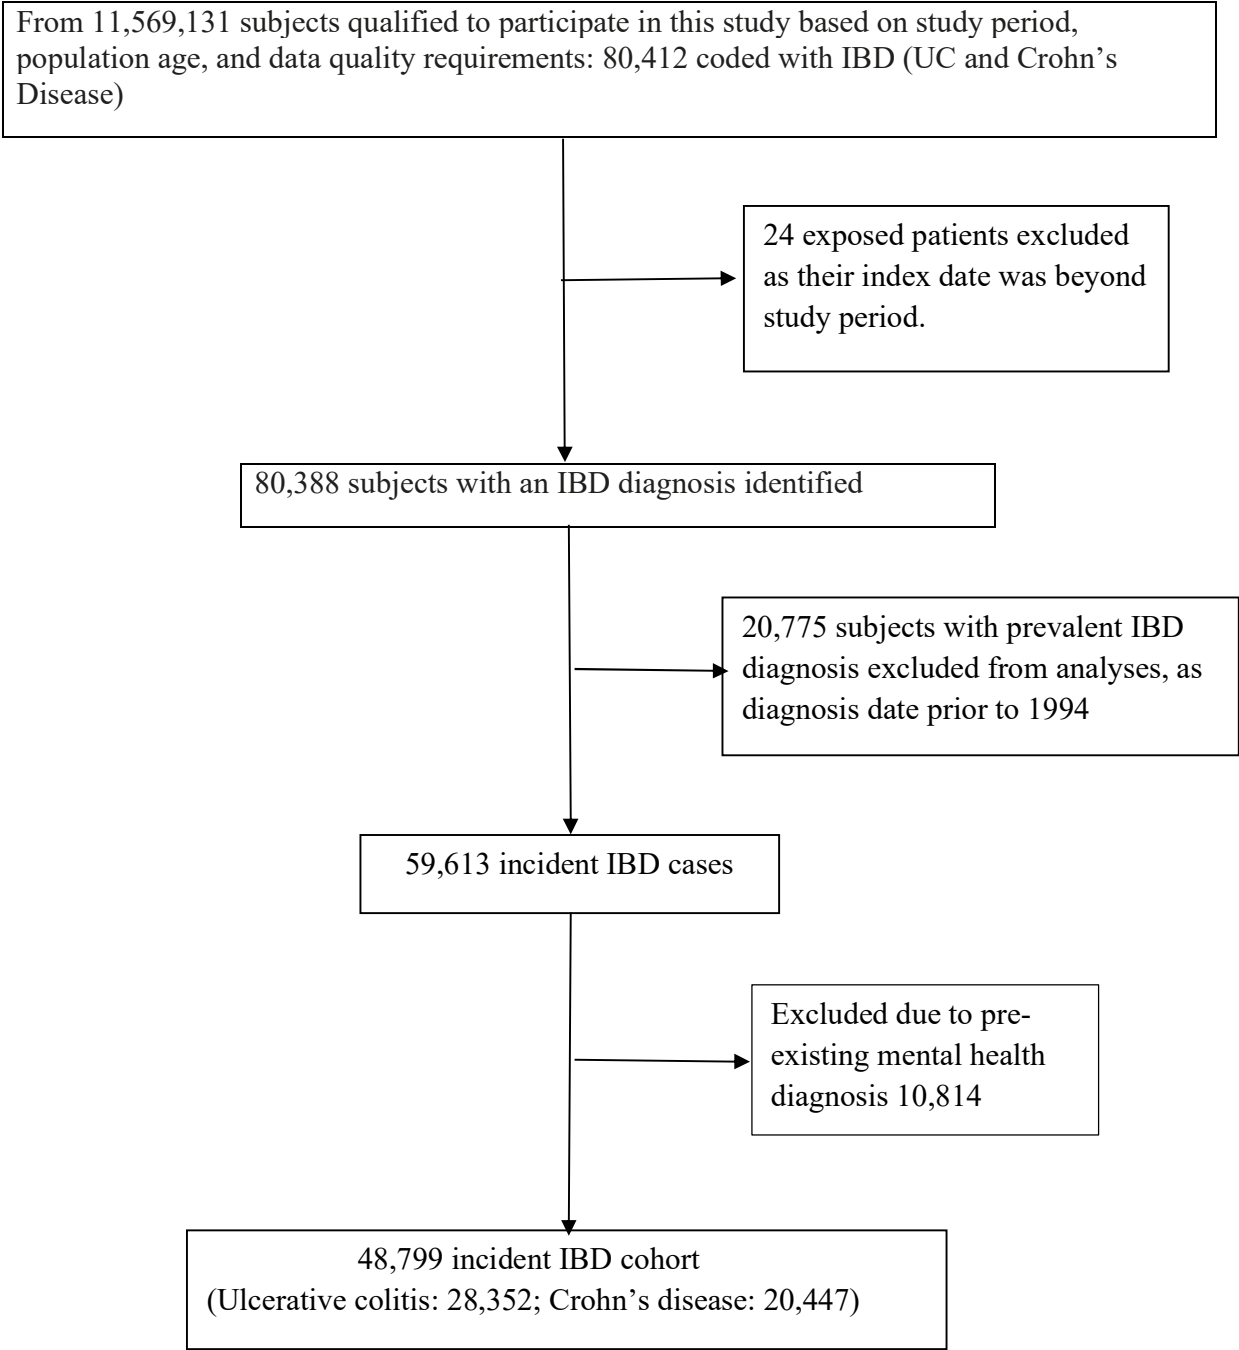 From 11,569,131 subjects qualified to participate in this study based on study period,
population age, and data quality requirements: 80,412 coded with IBD (UC and Crohn’s
Disease)
24 exposed patients excluded
as their index date was beyond
study period.
80,388 subjects with an IBD diagnosis identified
20,775 subjects with prevalent IBD
diagnosis excluded from analyses, as
diagnosis date prior to 1994
59,613 incident IBD cases
Excluded due to pre-
existing mental health
diagnosis 10,814
48,799 incident IBD cohort
(Ulcerative colitis: 28,352; Crohn’s disease: 20,447)